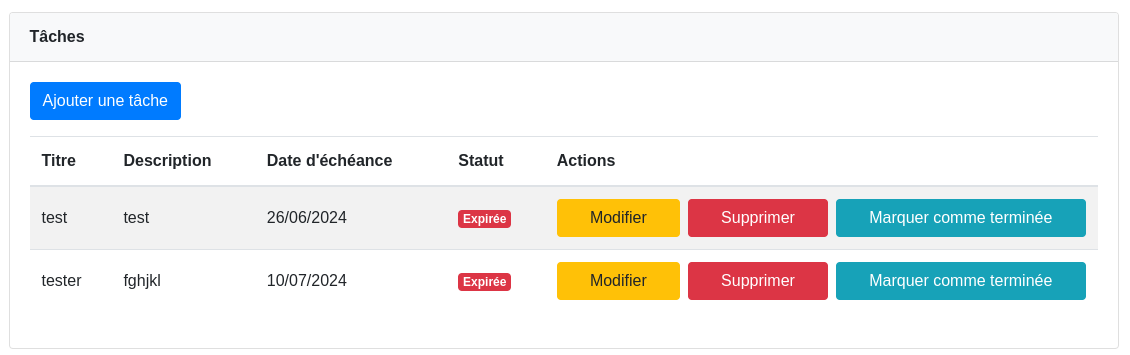 Tâches
Ajouter une tâche
Titre Description Date d'échéance Statut Actions
test test 26/06/2024 Expirée Modifier Supprimer Marquer comme terminée
tester fghjkl 10/07/2024 Expirée Modifier Supprimer Marquer comme terminée